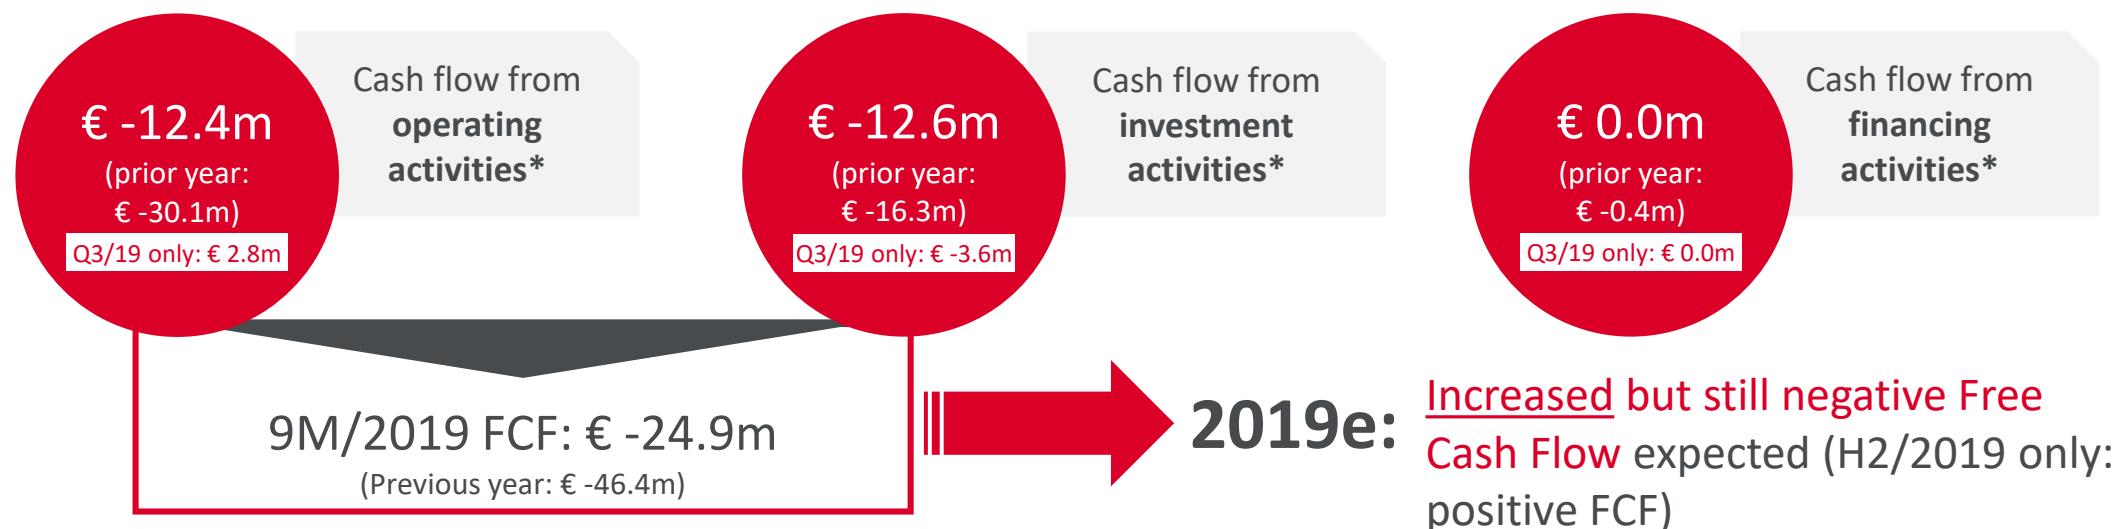 € -12.4m
(prior year:
€ -30.1m)
Q3/19 only: € 2.8m
Cash flow from
operating
activities*
€ -12.6m
(prior year:
€ -16.3m)
Q3/19 only: € -3.6m
Cash flow from
investment
activities*
€ 0.0m
(prior year:
€ -0.4m)
Q3/19 only: € 0.0m
Cash flow from
financing
activities*
9M/2019 FCF: € -24.9m
(Previous year: € -46.4m)
2019e:
Increased but still negative Free
Cash Flow expected (H2/2019 only:
positive FCF)